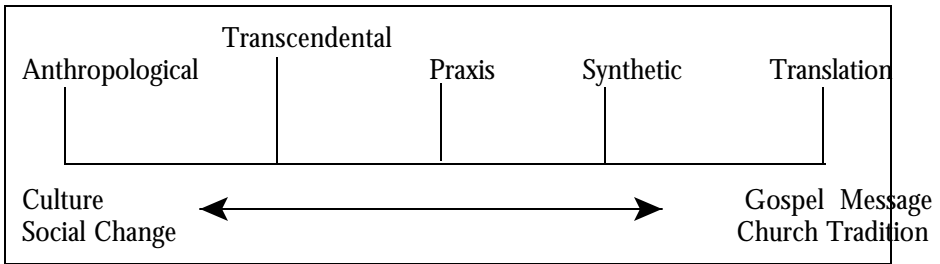 Transcendental
Anthropological Praxis Synthetic Translation
Culture Gospel Message
Social Change Church Tradition